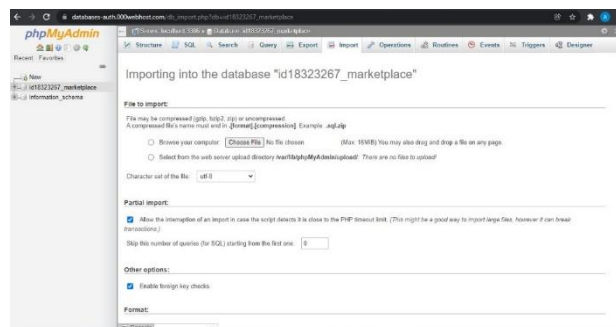 databases-auth.000webhost.com/db_import.php?db=id18323267_marketplace
phpMyAdmin
Recent Favorites
New
id18323267_marketplace
information_schema
Server: localhost:3306 » Database: id18323267_marketplace
Structure SQL Search Query Export Import Operations Routines Events Triggers Designer
Importing into the database "id18323267_marketplace"
File to import:
File may be compressed (gzip, bzip2, zip) or uncompressed.
A compressed file's name must end in .[format].[compression]. Example: .sql.zip
Browse your computer: Choose File No file chosen (Max: 16MiB) You may also drag and drop a file on any page.
Select from the web server upload directory /var/lib/phpMyAdmin/upload/: There are no files to upload!
Character set of the file: utf-8
Partial import:
Allow the interruption of an import in case the script detects it is close to the PHP timeout limit. (This might be a good way to import large files, however it can break
transactions.)
Skip this number of queries (for SQL) starting from the first one: 0
Other options:
Enable foreign key checks
Format: